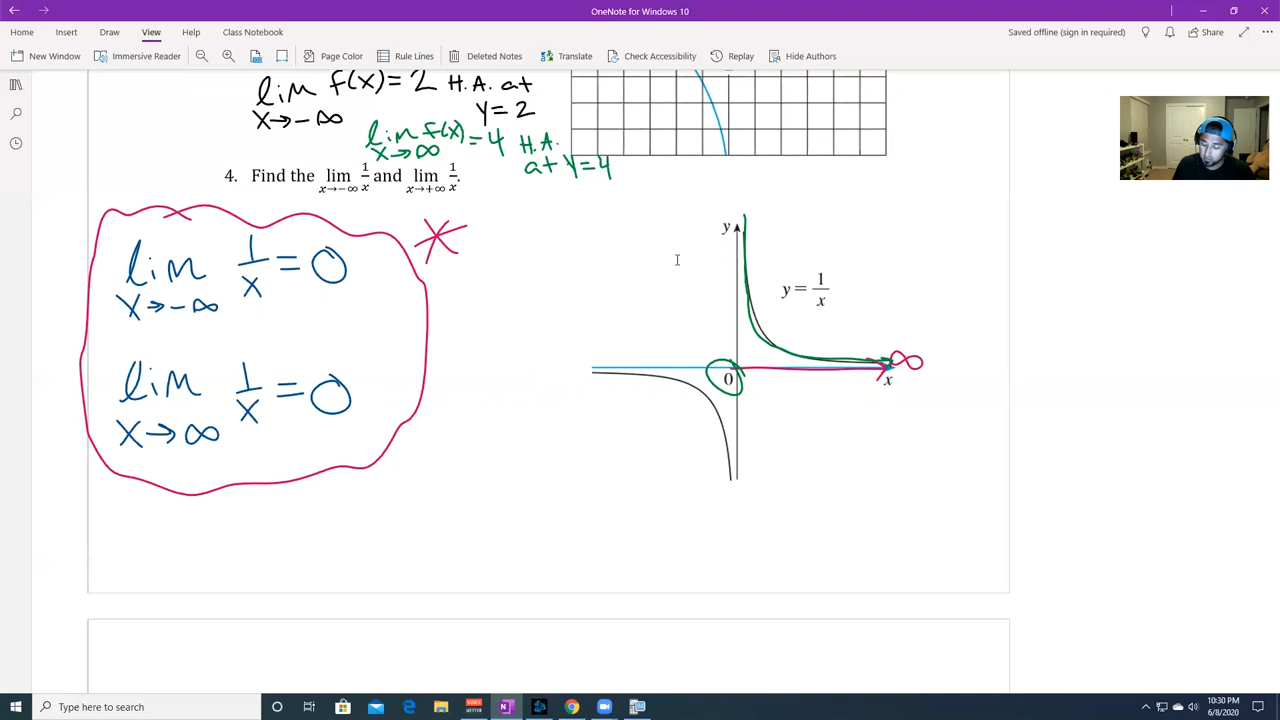 OneNote for Windows 10
Home Insert Draw View Help Class Notebook
Saved offline (sign in required) Share
New Window Immersive Reader Page Color Rule Lines Deleted Notes Translate Check Accessibility Replay Hide Authors
lim f(x) = 2 H.A. at
x→-∞ y = 2
lim f(x) = 4 H.A.
x→∞ at y = 4
4. Find the lim x→−∞ 1/x and lim x→+∞ 1/x.
lim x→-∞ 1/x = 0
lim x→∞ 1/x = 0
y
y = 1/x
∞
0 x
Type here to search
10:30 PM
6/8/2020